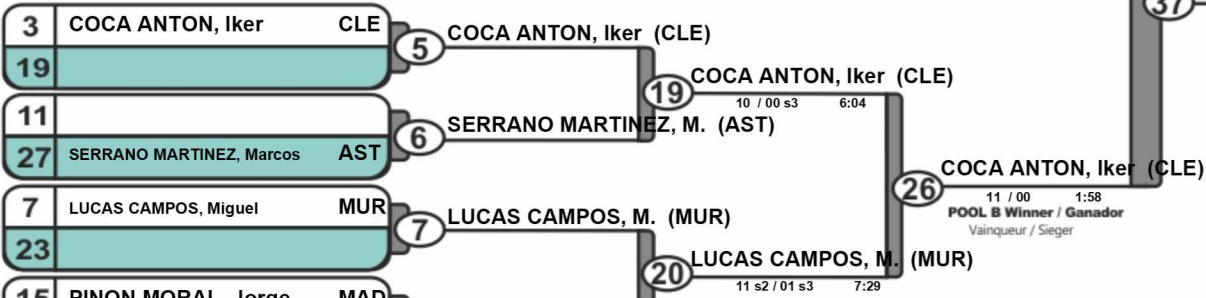 3 COCA ANTON, Iker CLE
19
5 COCA ANTON, Iker (CLE)
11
27 SERRANO MARTINEZ, Marcos AST
6 SERRANO MARTINEZ, M. (AST)
19 COCA ANTON, Iker (CLE)
10 / 00 s3 6:04
7 LUCAS CAMPOS, Miguel MUR
23
7 LUCAS CAMPOS, M. (MUR)
20 LUCAS CAMPOS, M. (MUR)
11 s2 / 01 s3 7:29
26 COCA ANTON, Iker (CLE)
11 / 00 1:58
POOL B Winner / Ganador
Vainqueur / Sieger
37
15 MAD